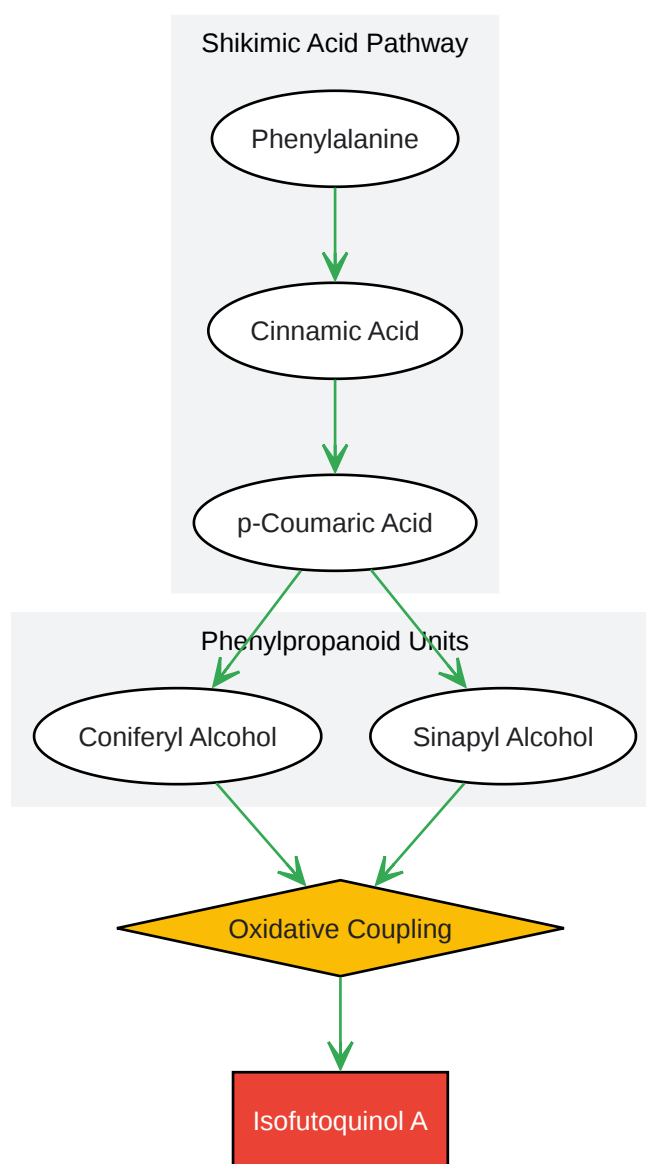 Shikimic Acid Pathway
Phenylalanine
Cinnamic Acid
p-Coumaric Acid
Phenylpropanoid Units
Coniferyl Alcohol
Sinapyl Alcohol
Oxidative Coupling
Isofutoquinol A